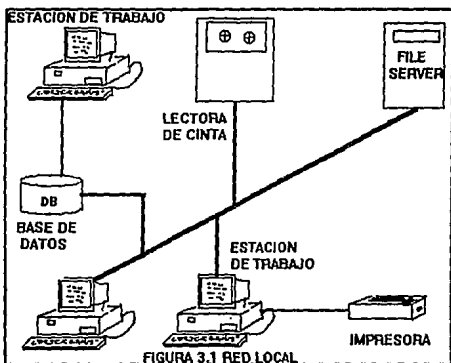 ESTACION DE TRABAJO
FILE
SERVER
LECTORA
DE CINTA
DB
BASE DE
DATOS
ESTACION
DE TRABAJO
IMPRESORA
FIGURA 3.1 RED LOCAL